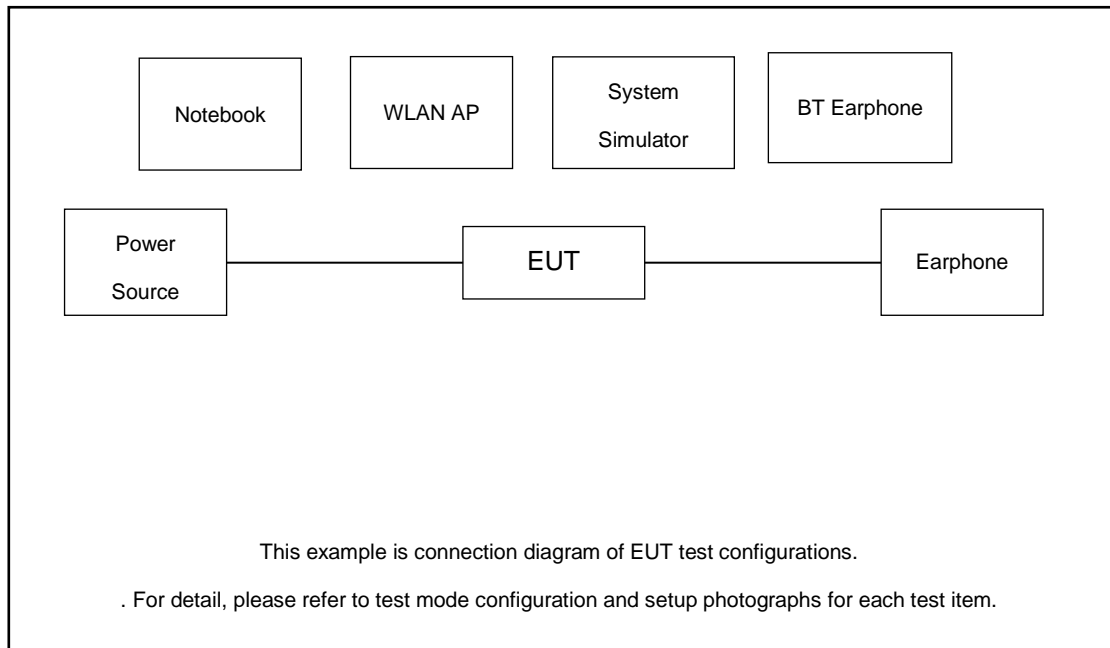 Notebook
WLAN AP
System
Simulator
BT Earphone
Power
Source
EUT
Earphone
This example is connection diagram of EUT test configurations.
. For detail, please refer to test mode configuration and setup photographs for each test item.